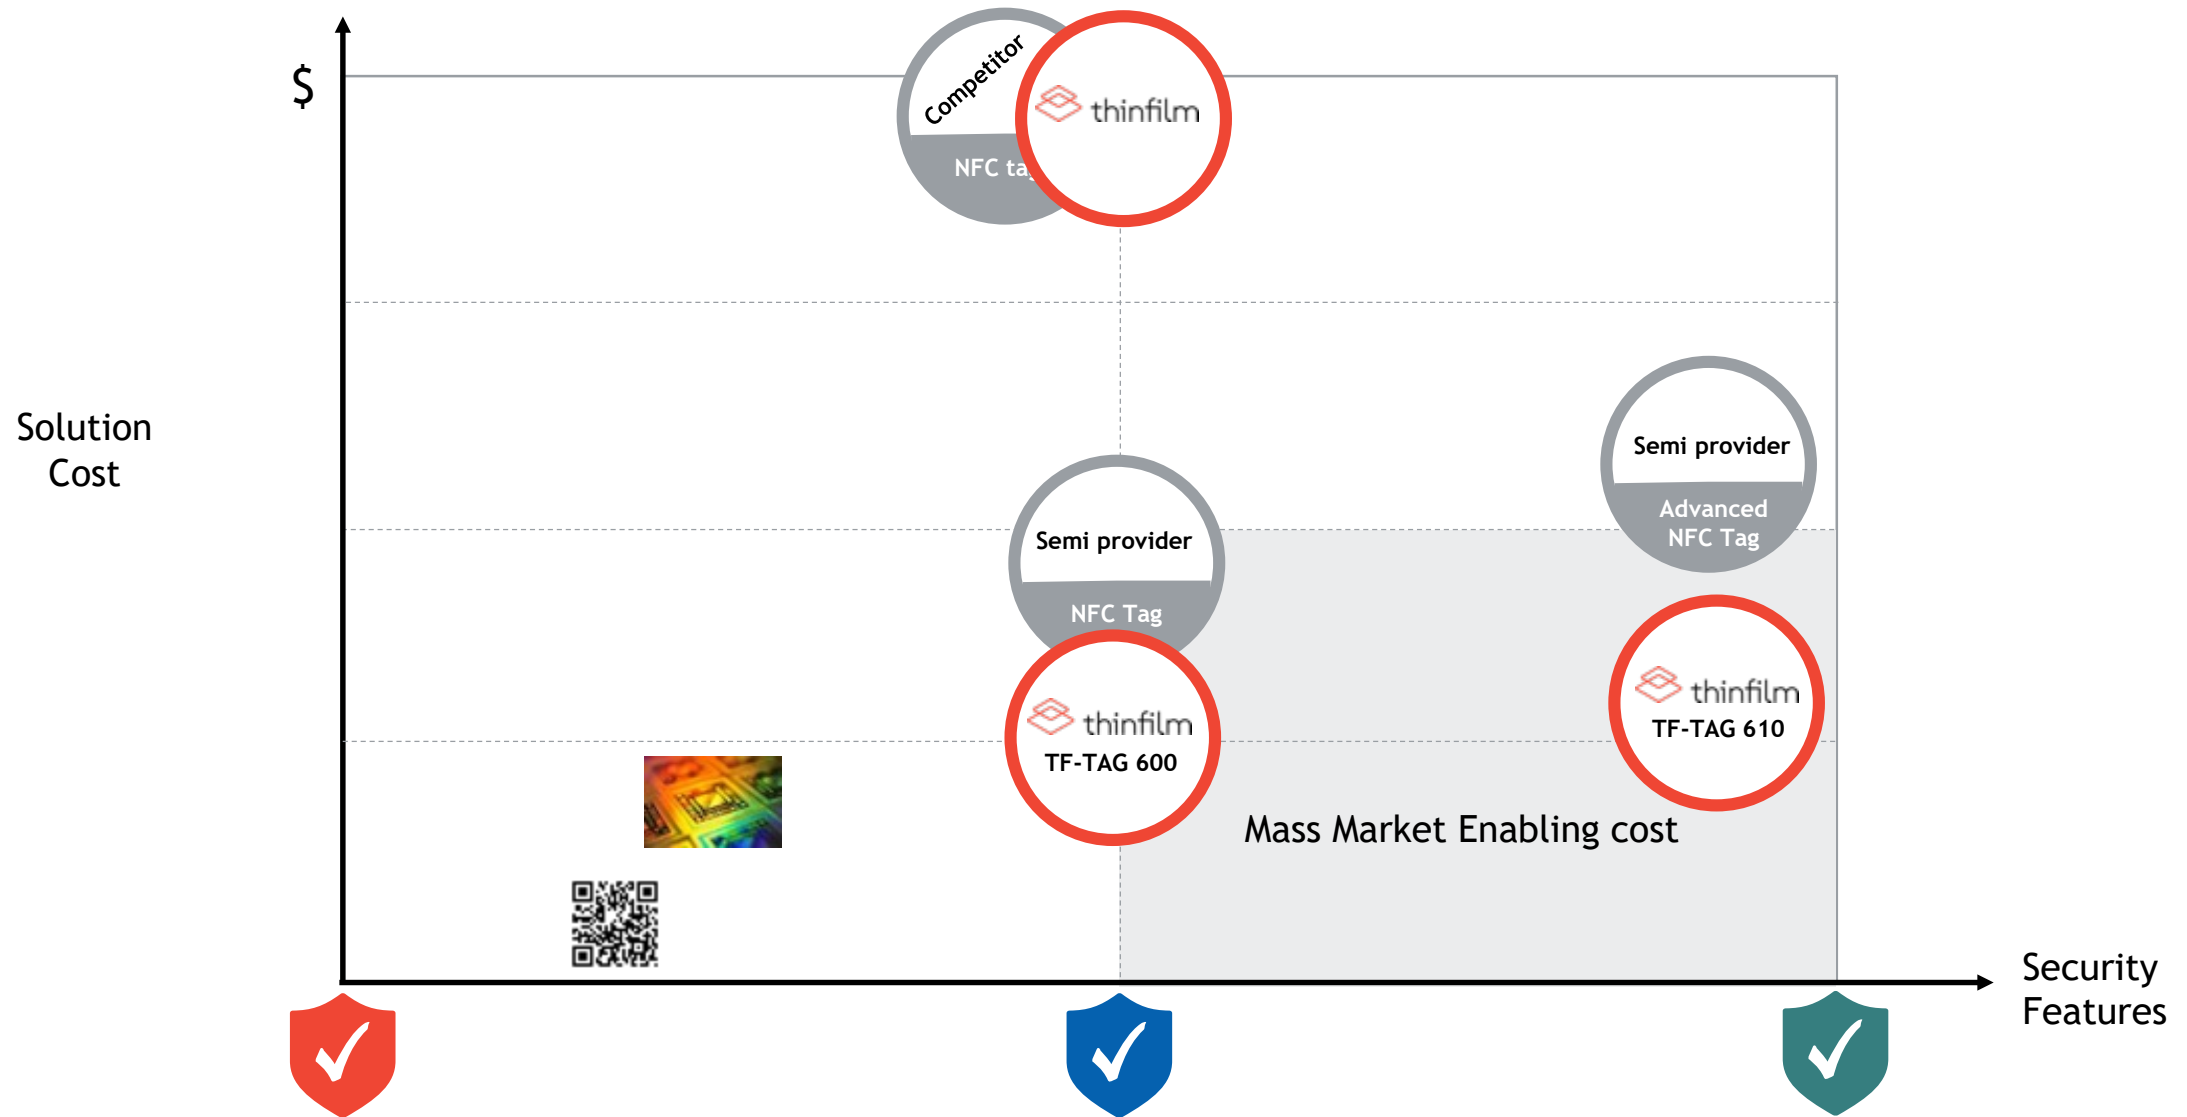 $
Competitor
NFC tag
thinfilm
Solution
Cost
Semi provider
Advanced
NFC Tag
Semi provider
NFC Tag
thinfilm
TF-TAG 610
thinfilm
TF-TAG 600
Mass Market Enabling cost
Security
Features